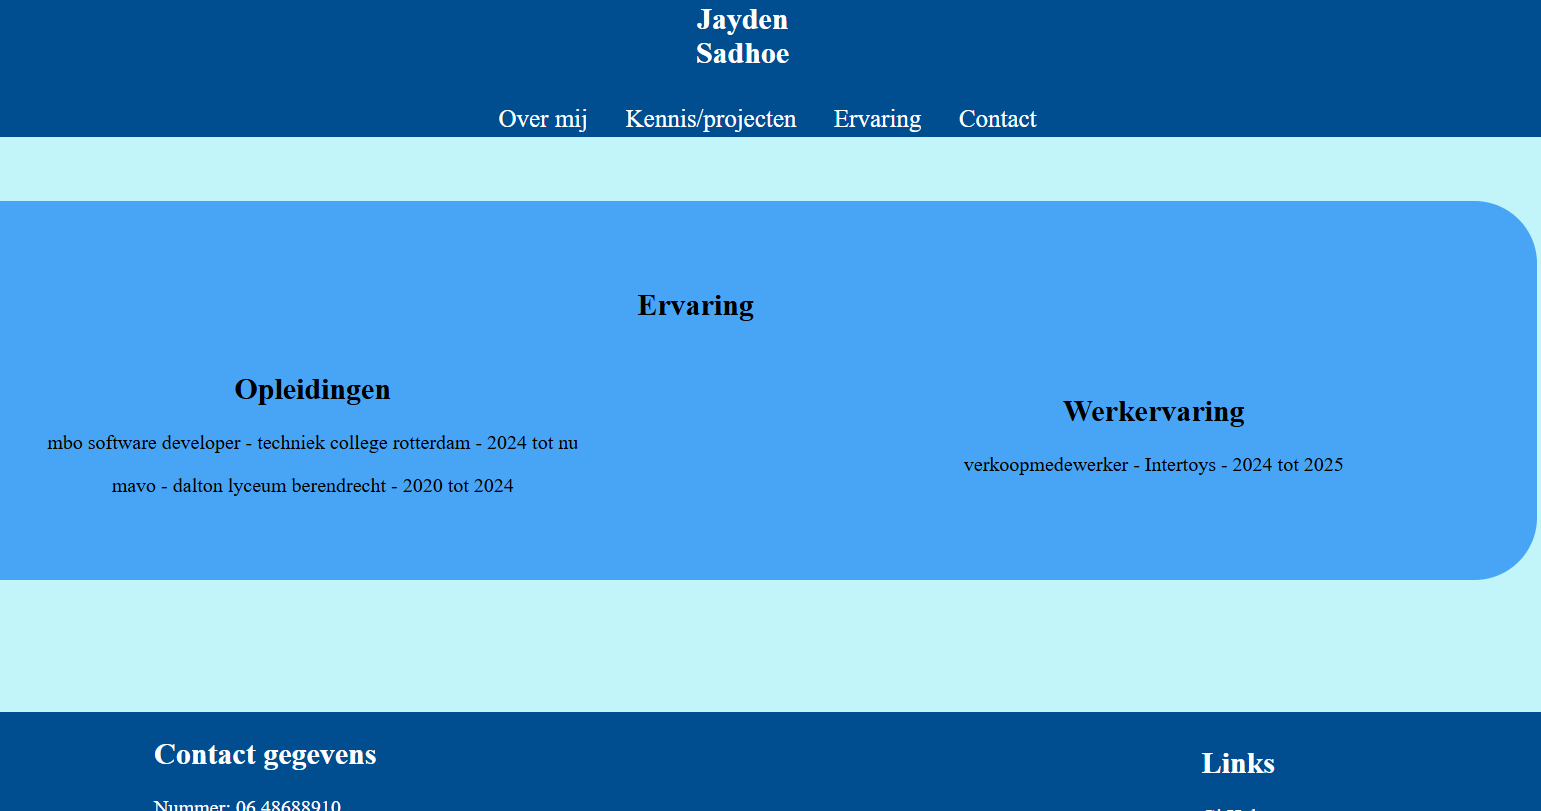 Jayden
Sadhoe
Over mij Kennis/projecten Ervaring Contact
Ervaring
Opleidingen
mbo software developer - techniek college rotterdam - 2024 tot nu
mavo - dalton lyceum berendrecht - 2020 tot 2024
Werkervaring
verkoopmedewerker - Intertoys - 2024 tot 2025
Contact gegevens
Nummer: 06 48688910
Links